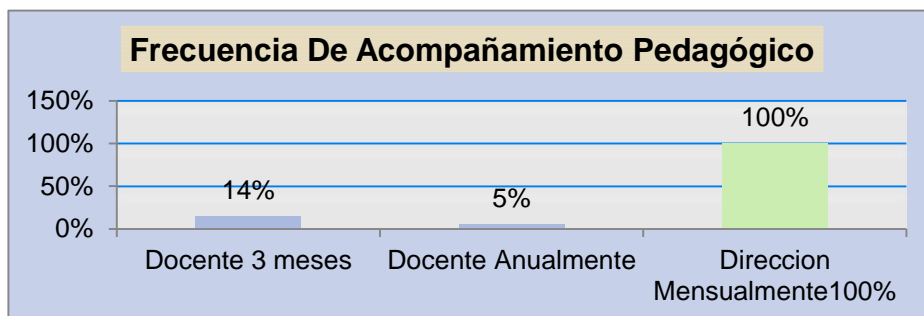 Frecuencia De Acompañamiento Pedagógico
150%
100%
50%
0%
14%
5%
100%
Docente 3 meses
Docente Anualmente
Direccion
Mensualmente100%